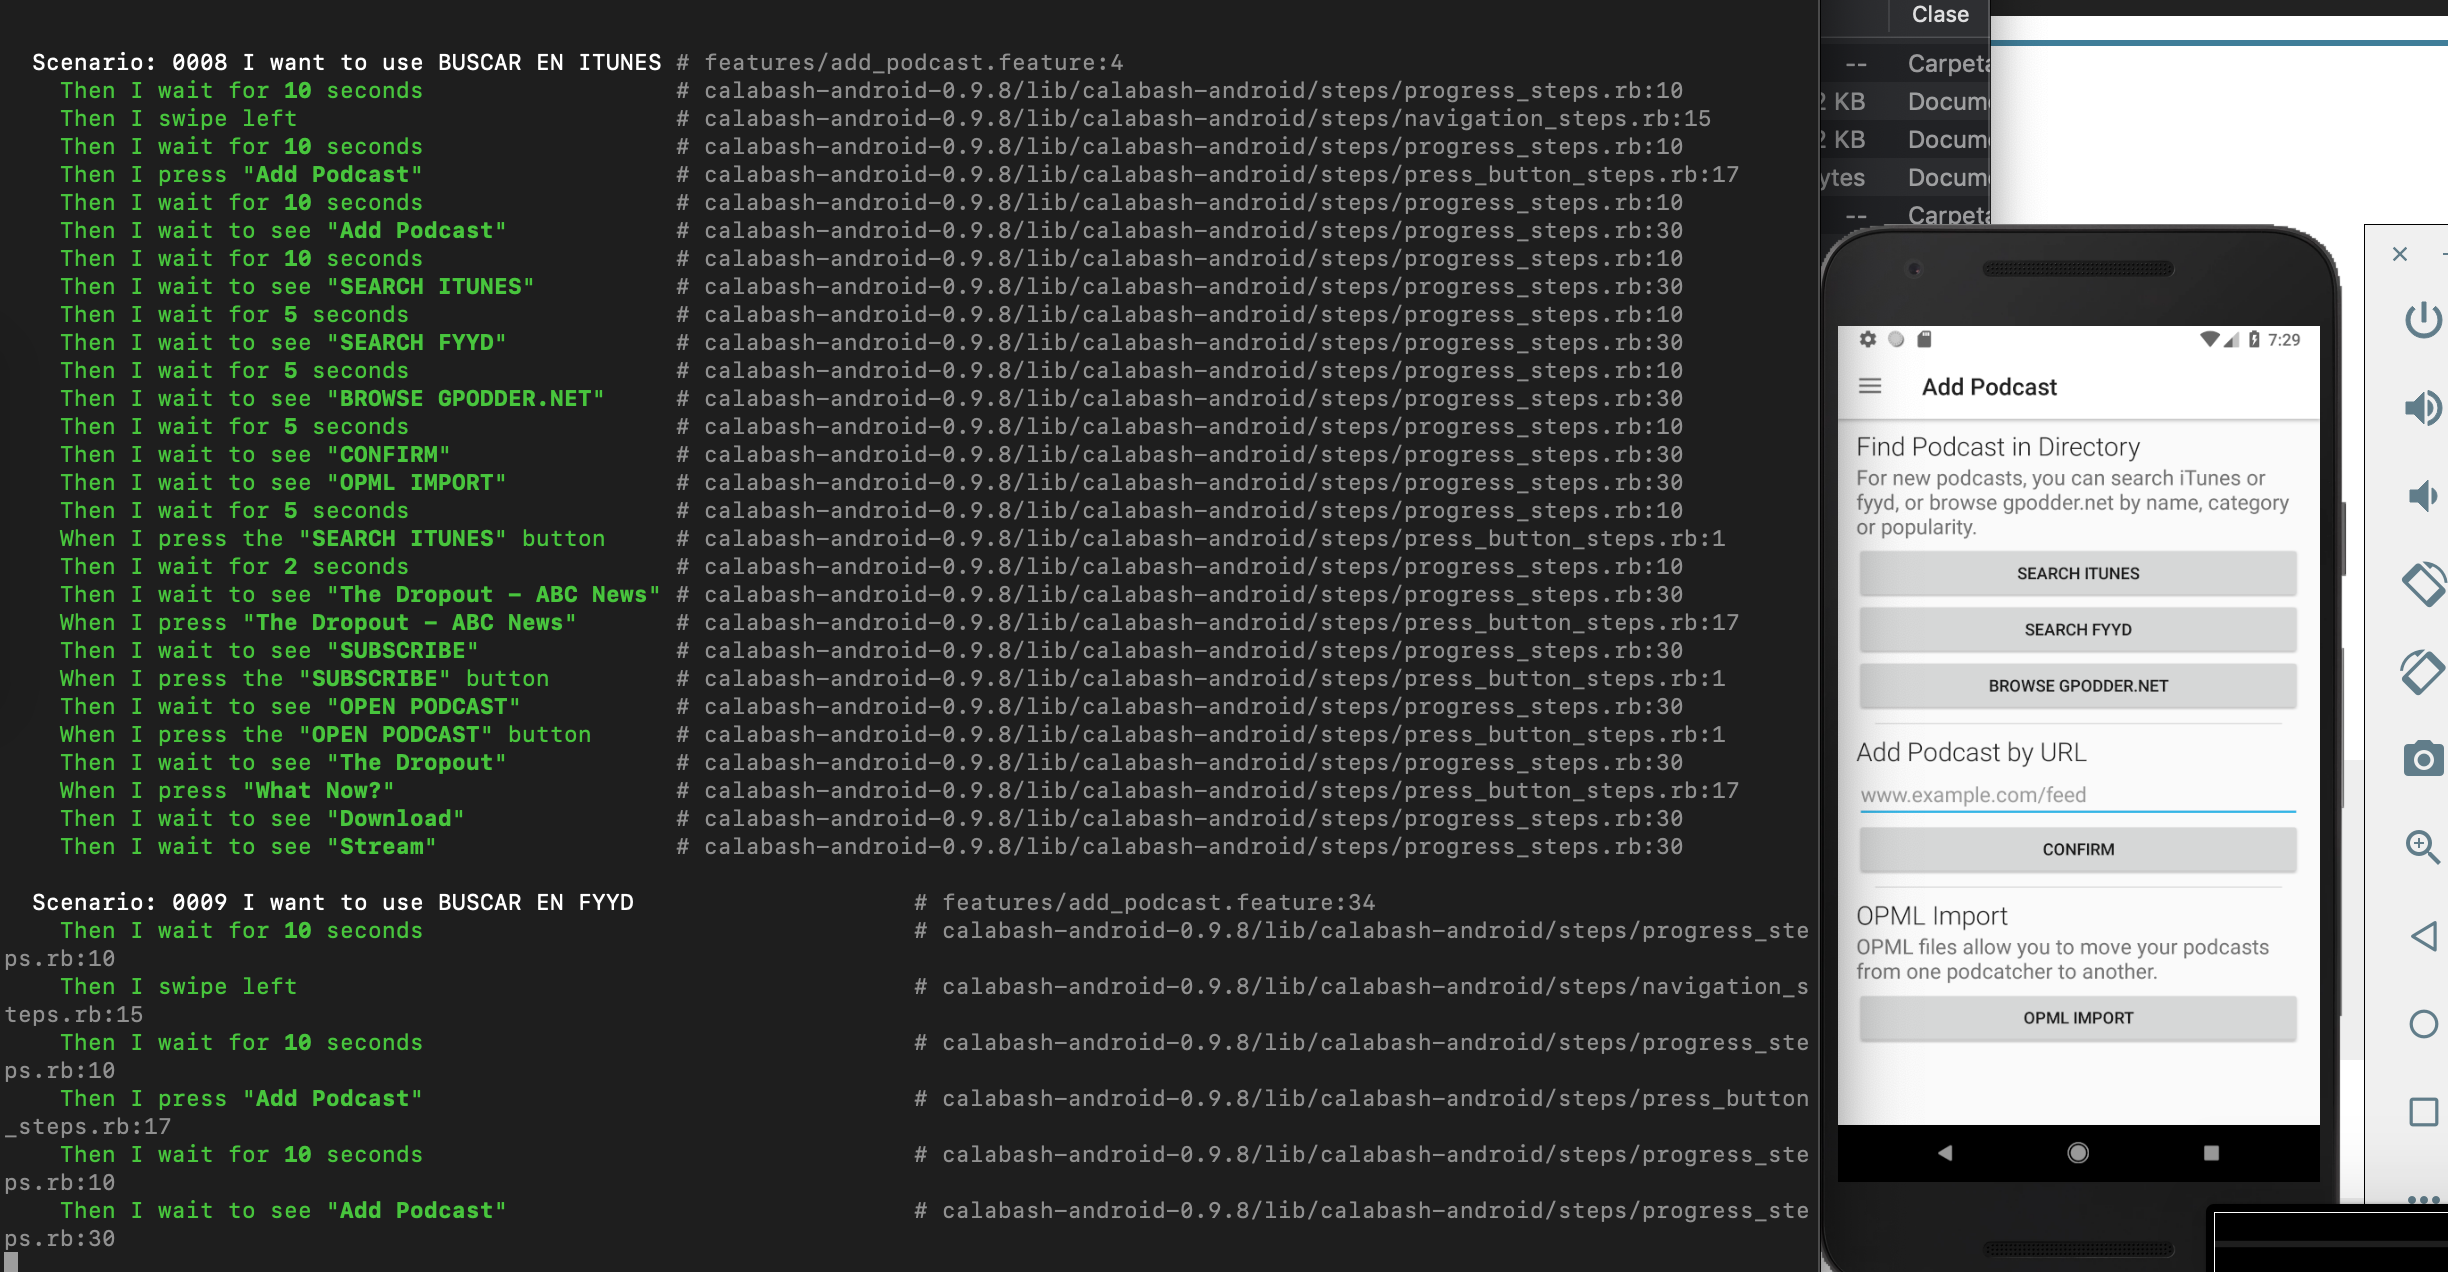 Scenario: 0008 I want to use BUSCAR EN ITUNES # features/add_podcast.feature:4
Then I wait for 10 seconds # calabash-android-0.9.8/lib/calabash-android/steps/progress_steps.rb:10
Then I swipe left # calabash-android-0.9.8/lib/calabash-android/steps/navigation_steps.rb:15
Then I wait for 10 seconds # calabash-android-0.9.8/lib/calabash-android/steps/progress_steps.rb:10
Then I press "Add Podcast" # calabash-android-0.9.8/lib/calabash-android/steps/press_button_steps.rb:17
Then I wait for 10 seconds # calabash-android-0.9.8/lib/calabash-android/steps/progress_steps.rb:10
Then I wait to see "Add Podcast" # calabash-android-0.9.8/lib/calabash-android/steps/progress_steps.rb:30
Then I wait for 10 seconds # calabash-android-0.9.8/lib/calabash-android/steps/progress_steps.rb:10
Then I wait to see "SEARCH ITUNES" # calabash-android-0.9.8/lib/calabash-android/steps/progress_steps.rb:30
Then I wait for 5 seconds # calabash-android-0.9.8/lib/calabash-android/steps/progress_steps.rb:10
Then I wait to see "SEARCH FYYD" # calabash-android-0.9.8/lib/calabash-android/steps/progress_steps.rb:30
Then I wait for 5 seconds # calabash-android-0.9.8/lib/calabash-android/steps/progress_steps.rb:10
Then I wait to see "BROWSE GPODDER.NET" # calabash-android-0.9.8/lib/calabash-android/steps/progress_steps.rb:30
Then I wait for 5 seconds # calabash-android-0.9.8/lib/calabash-android/steps/progress_steps.rb:10
Then I wait to see "CONFIRM" # calabash-android-0.9.8/lib/calabash-android/steps/progress_steps.rb:30
Then I wait to see "OPML IMPORT" # calabash-android-0.9.8/lib/calabash-android/steps/progress_steps.rb:30
Then I wait for 5 seconds # calabash-android-0.9.8/lib/calabash-android/steps/progress_steps.rb:10
When I press the "SEARCH ITUNES" button # calabash-android-0.9.8/lib/calabash-android/steps/press_button_steps.rb:1
Then I wait for 2 seconds # calabash-android-0.9.8/lib/calabash-android/steps/progress_steps.rb:10
Then I wait to see "The Dropout – ABC News" # calabash-android-0.9.8/lib/calabash-android/steps/progress_steps.rb:30
When I press "The Dropout – ABC News" # calabash-android-0.9.8/lib/calabash-android/steps/press_button_steps.rb:17
Then I wait to see "SUBSCRIBE" # calabash-android-0.9.8/lib/calabash-android/steps/progress_steps.rb:30
When I press the "SUBSCRIBE" button # calabash-android-0.9.8/lib/calabash-android/steps/press_button_steps.rb:1
Then I wait to see "OPEN PODCAST" # calabash-android-0.9.8/lib/calabash-android/steps/progress_steps.rb:30
When I press the "OPEN PODCAST" button # calabash-android-0.9.8/lib/calabash-android/steps/press_button_steps.rb:1
Then I wait to see "The Dropout" # calabash-android-0.9.8/lib/calabash-android/steps/progress_steps.rb:30
When I press "What Now?" # calabash-android-0.9.8/lib/calabash-android/steps/press_button_steps.rb:17
Then I wait to see "Download" # calabash-android-0.9.8/lib/calabash-android/steps/progress_steps.rb:30
Then I wait to see "Stream" # calabash-android-0.9.8/lib/calabash-android/steps/progress_steps.rb:30
Scenario: 0009 I want to use BUSCAR EN FYYD # features/add_podcast.feature:34
Then I wait for 10 seconds # calabash-android-0.9.8/lib/calabash-android/steps/progress_ste
ps.rb:10
Then I swipe left # calabash-android-0.9.8/lib/calabash-android/steps/navigation_s
teps.rb:15
Then I wait for 10 seconds # calabash-android-0.9.8/lib/calabash-android/steps/progress_ste
ps.rb:10
Then I press "Add Podcast" # calabash-android-0.9.8/lib/calabash-android/steps/press_button
_steps.rb:17
Then I wait for 10 seconds # calabash-android-0.9.8/lib/calabash-android/steps/progress_ste
ps.rb:10
Then I wait to see "Add Podcast" # calabash-android-0.9.8/lib/calabash-android/steps/progress_ste
ps.rb:30
Clase
-- Carpeta
2 KB Docum
2 KB Docum
ytes Docum
-- Carpeta
7:29
Add Podcast
Find Podcast in Directory
For new podcasts, you can search iTunes or
fyyd, or browse gpodder.net by name, category
or popularity.
SEARCH ITUNES
SEARCH FYYD
BROWSE GPODDER.NET
Add Podcast by URL
www.example.com/feed
CONFIRM
OPML Import
OPML files allow you to move your podcasts
from one podcatcher to another.
OPML IMPORT